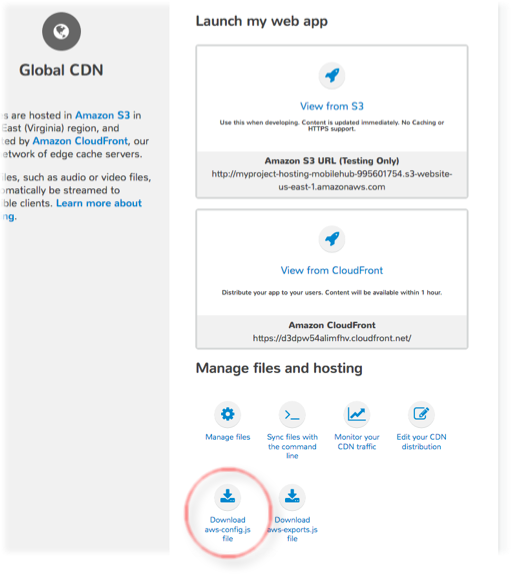 Global CDN
s are hosted in Amazon S3 in
East (Virginia) region, and
ted by Amazon CloudFront, our
etwork of edge cache servers.
iles, such as audio or video files,
omatically be streamed to
ble clients. Learn more about
ng.
Launch my web app
View from S3
Use this when developing. Content is updated immediately. No Caching or
HTTPS support.
Amazon S3 URL (Testing Only)
http://myproject-hosting-mobilehub-995601754.s3-website-
us-east-1.amazonaws.com
View from CloudFront
Distribute your app to your users. Content will be available within 1 hour.
Amazon CloudFront
https://d3dpw54alimfhv.cloudfront.net/
Manage files and hosting
Manage files
Sync files with
the command
line
Monitor your
CDN traffic
Edit your CDN
distribution
Download
aws-config.js
file
Download
aws-exports.js
file